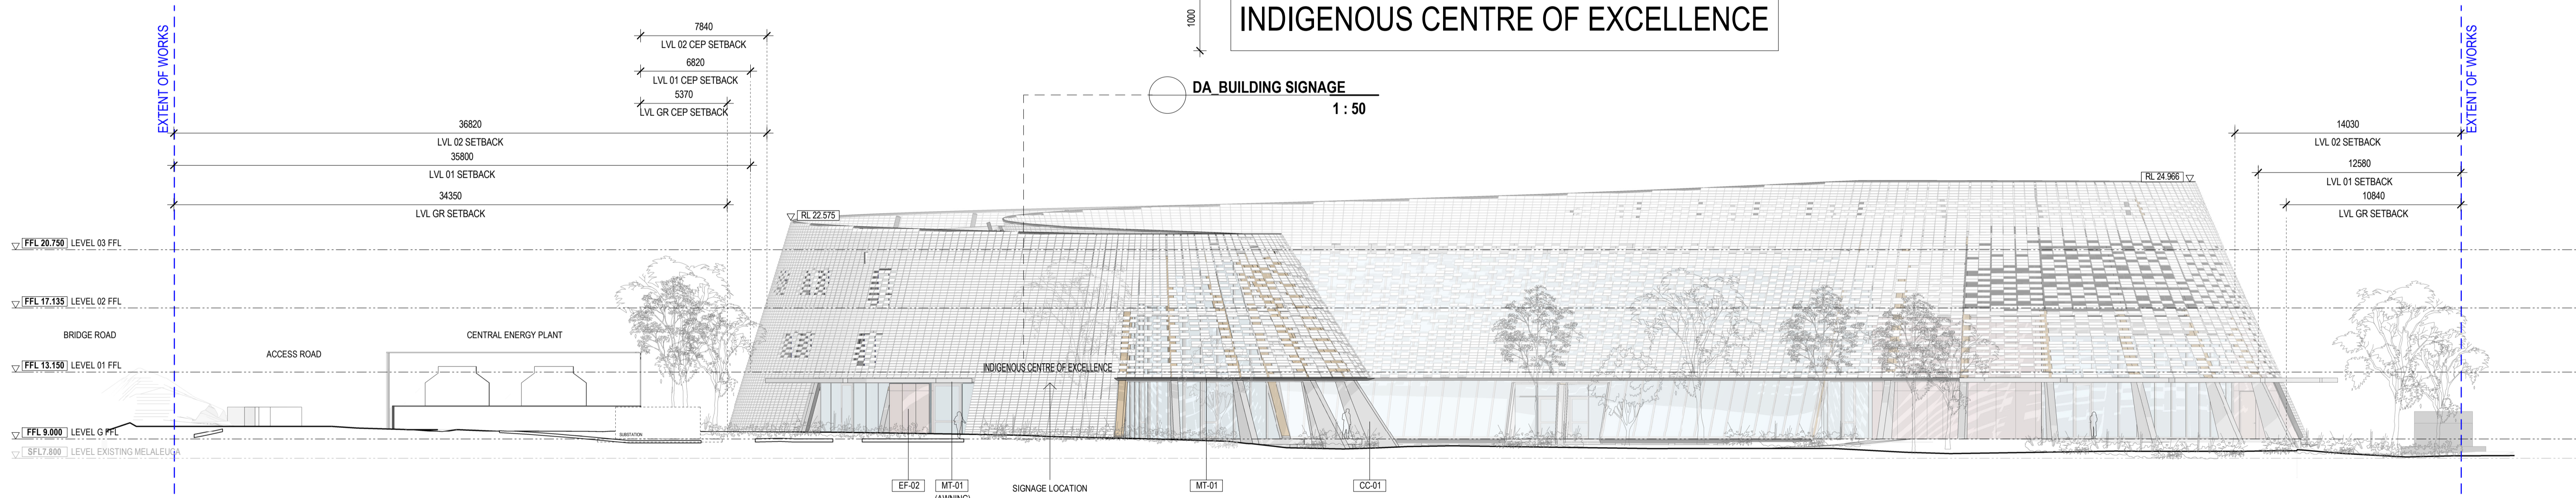 1000
INDIGENOUS CENTRE OF EXCELLENCE
DA_BUILDING SIGNAGE
1 : 50
EXTENT OF WORKS
7840
LVL 02 CEP SETBACK
6820
LVL 01 CEP SETBACK
5370
LVL GR CEP SETBACK
36820
LVL 02 SETBACK
35800
LVL 01 SETBACK
34350
LVL GR SETBACK
EXTENT OF WORKS
14030
LVL 02 SETBACK
12580
LVL 01 SETBACK
10840
LVL GR SETBACK
RL 22.575
RL 24.966
FFL 20.750 LEVEL 03 FFL
FFL 17.135 LEVEL 02 FFL
BRIDGE ROAD
ACCESS ROAD
CENTRAL ENERGY PLANT
FFL 13.150 LEVEL 01 FFL
INDIGENOUS CENTRE OF EXCELLENCE
FFL 9.000 LEVEL G FFL
SUBSTATION
SFL7.800 LEVEL EXISTING MELALEUCA
EF-02
MT-01
(AWNING)
SIGNAGE LOCATION
MT-01
CC-01